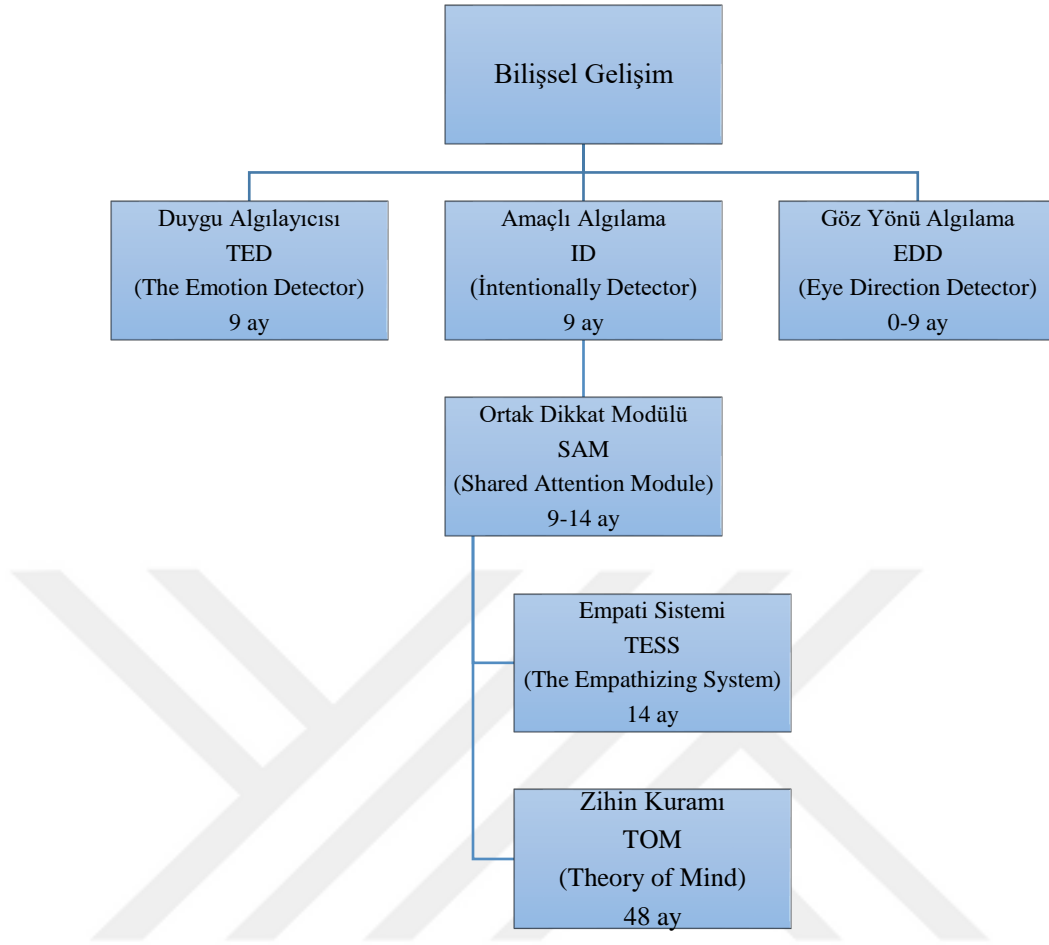 Bilişsel Gelişim
Duygu Algılayıcısı
TED
(The Emotion Detector)
9 ay
Amaçlı Algılama
ID
(İntentionally Detector)
9 ay
Göz Yönü Algılama
EDD
(Eye Direction Detector)
0-9 ay
Ortak Dikkat Modülü
SAM
(Shared Attention Module)
9-14 ay
Empati Sistemi
TESS
(The Empathizing System)
14 ay
Zihin Kuramı
TOM
(Theory of Mind)
48 ay